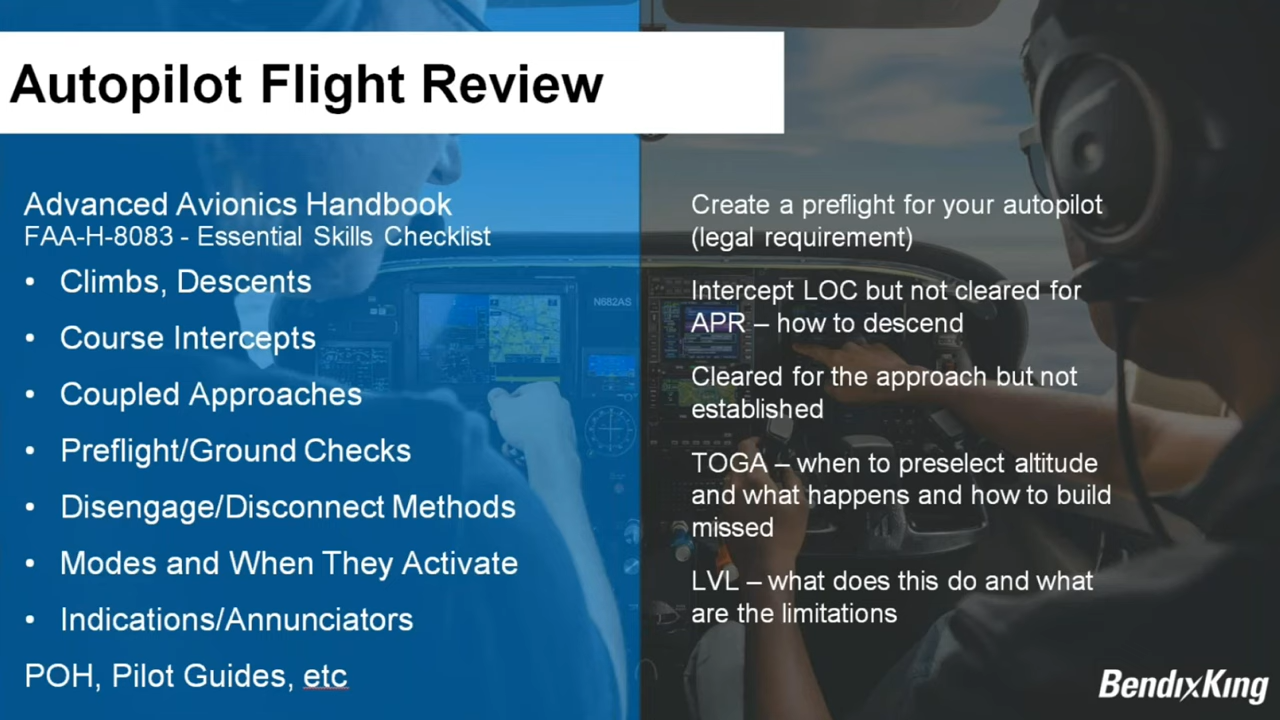 Autopilot Flight Review
Advanced Avionics Handbook
FAA-H-8083 - Essential Skills Checklist
• Climbs, Descents
• Course Intercepts
• Coupled Approaches
• Preflight/Ground Checks
• Disengage/Disconnect Methods
• Modes and When They Activate
• Indications/Annunciators
POH, Pilot Guides, etc
Create a preflight for your autopilot
(legal requirement)
Intercept LOC but not cleared for
APR – how to descend
Cleared for the approach but not
established
TOGA – when to preselect altitude
and what happens and how to build
missed
LVL – what does this do and what
are the limitations
N682AS
BendixKing